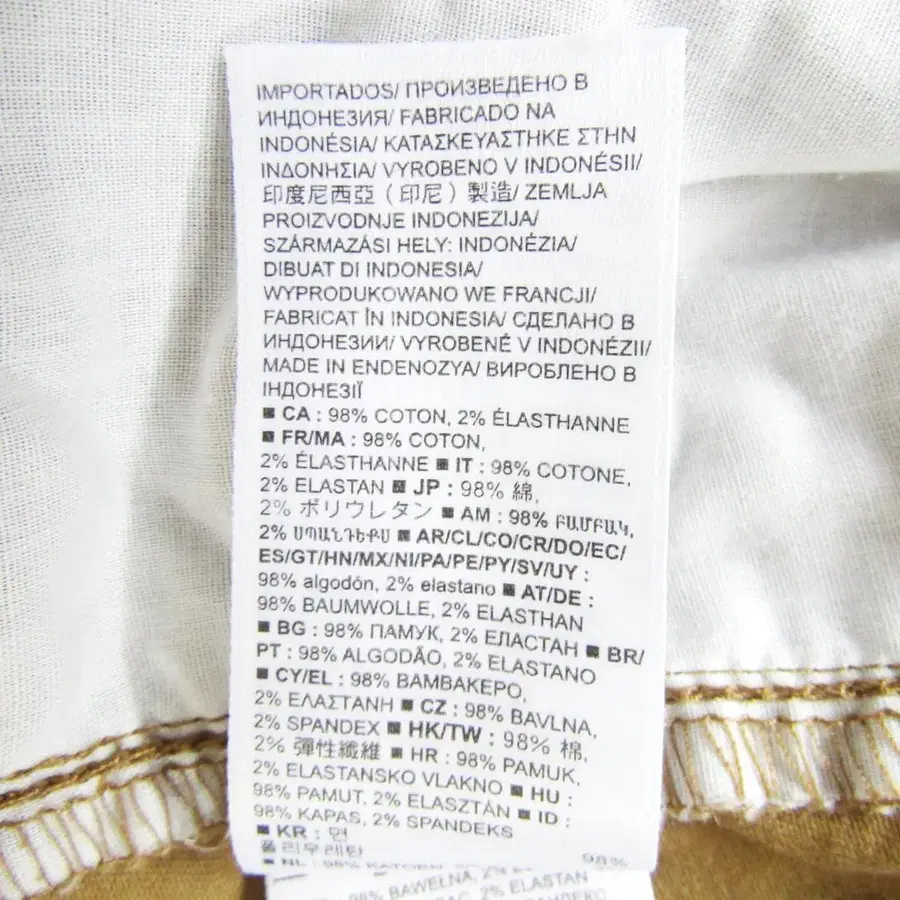 IMPORTADOS/ ПРОИЗВЕДЕНО В
ИНДОНЕЗИЯ/ FABRICADO NA
INDONÉSIA/ ΚΑΤΑΣΚΕΥΑΣΤΗΚΕ ΣΤΗΝ
ΙΝΔΟΝΗΣΙΑ/ VYROBENO V INDONÉSII/
印度尼西亞（印尼）製造/ ZEMLJA
PROIZVODNJE INDONEZIJA/
SZÁRMAZÁSI HELY: INDONÉZIA/
DIBUAT DI INDONESIA/
WYPRODUKOWANO WE FRANCJI/
FABRICAT ÎN INDONESIA/ СДЕЛАНО В
ИНДОНЕЗИИ/ VYROBENÉ V INDONÉZII/
MADE IN ENDENOZYA/ ВИРОБЛЕНО В
ІНДОНЕЗІЇ
■ CA : 98% COTON, 2% ÉLASTHANNE
■ FR/MA : 98% COTON,
2% ÉLASTHANNE ■ IT : 98% COTONE,
2% ELASTAN ■ JP : 98% 綿,
2% ポリウレタン ■ AM : 98% ԲԱՄԲԱԿ,
2% ՍՊԱՆԴԵՔՍ ■ AR/CL/CO/CR/DO/EC/
ES/GT/HN/MX/NI/PA/PE/PY/SV/UY :
98% algodón, 2% elastano ■ AT/DE :
98% BAUMWOLLE, 2% ELASTHAN
■ BG : 98% ПАМУК, 2% ЕЛАСТАН ■ BR/
PT : 98% ALGODÃO, 2% ELASTANO
■ CY/EL : 98% ΒΑΜΒΑΚΕΡΟ,
2% ΕΛΑΣΤΑΝΗ ■ CZ : 98% BAVLNA,
2% SPANDEX ■ HK/TW : 98% 棉,
2% 彈性纖維 ■ HR : 98% PAMUK,
2% ELASTANSKO VLAKNO ■ HU :
98% PAMUT, 2% ELASZTÁN ■ ID :
98% KAPAS, 2% SPANDEKS
■ KR : 면 98%
폴리우레탄
■ NL : 98%
98% BAWEŁNA, 2% ELASTAN